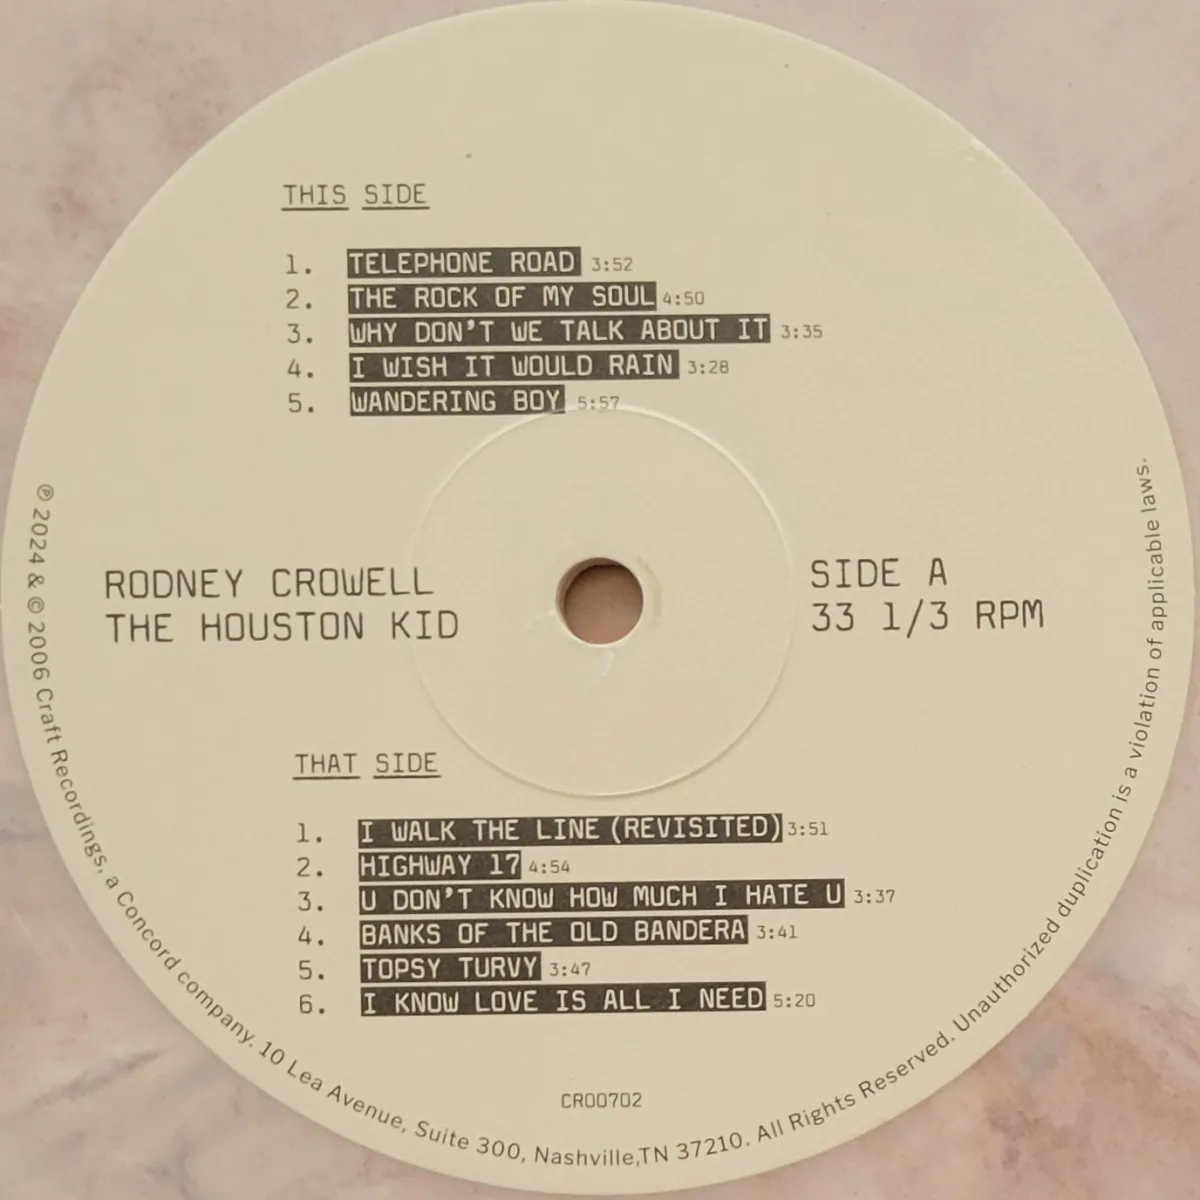 THIS SIDE
1. TELEPHONE ROAD 3:52
2. THE ROCK OF MY SOUL 4:50
3. WHY DON'T WE TALK ABOUT IT 3:35
4. I WISH IT WOULD RAIN 3:28
5. WANDERING BOY 5:57
RODNEY CROWELL
THE HOUSTON KID
SIDE A
33 1/3 RPM
THAT SIDE
1. I WALK THE LINE (REVISITED) 3:51
2. HIGHWAY 17 4:54
3. U DON'T KNOW HOW MUCH I HATE U 3:37
4. BANKS OF THE OLD BANDERA 3:41
5. TOPSY TURVY 3:47
6. I KNOW LOVE IS ALL I NEED 5:20
CR00702
℗ 2024 & © 2006 Craft Recordings, a Concord company. 10 Lea Avenue, Suite 300, Nashville,TN 37210. All Rights Reserved. Unauthorized duplication is a violation of applicable laws.